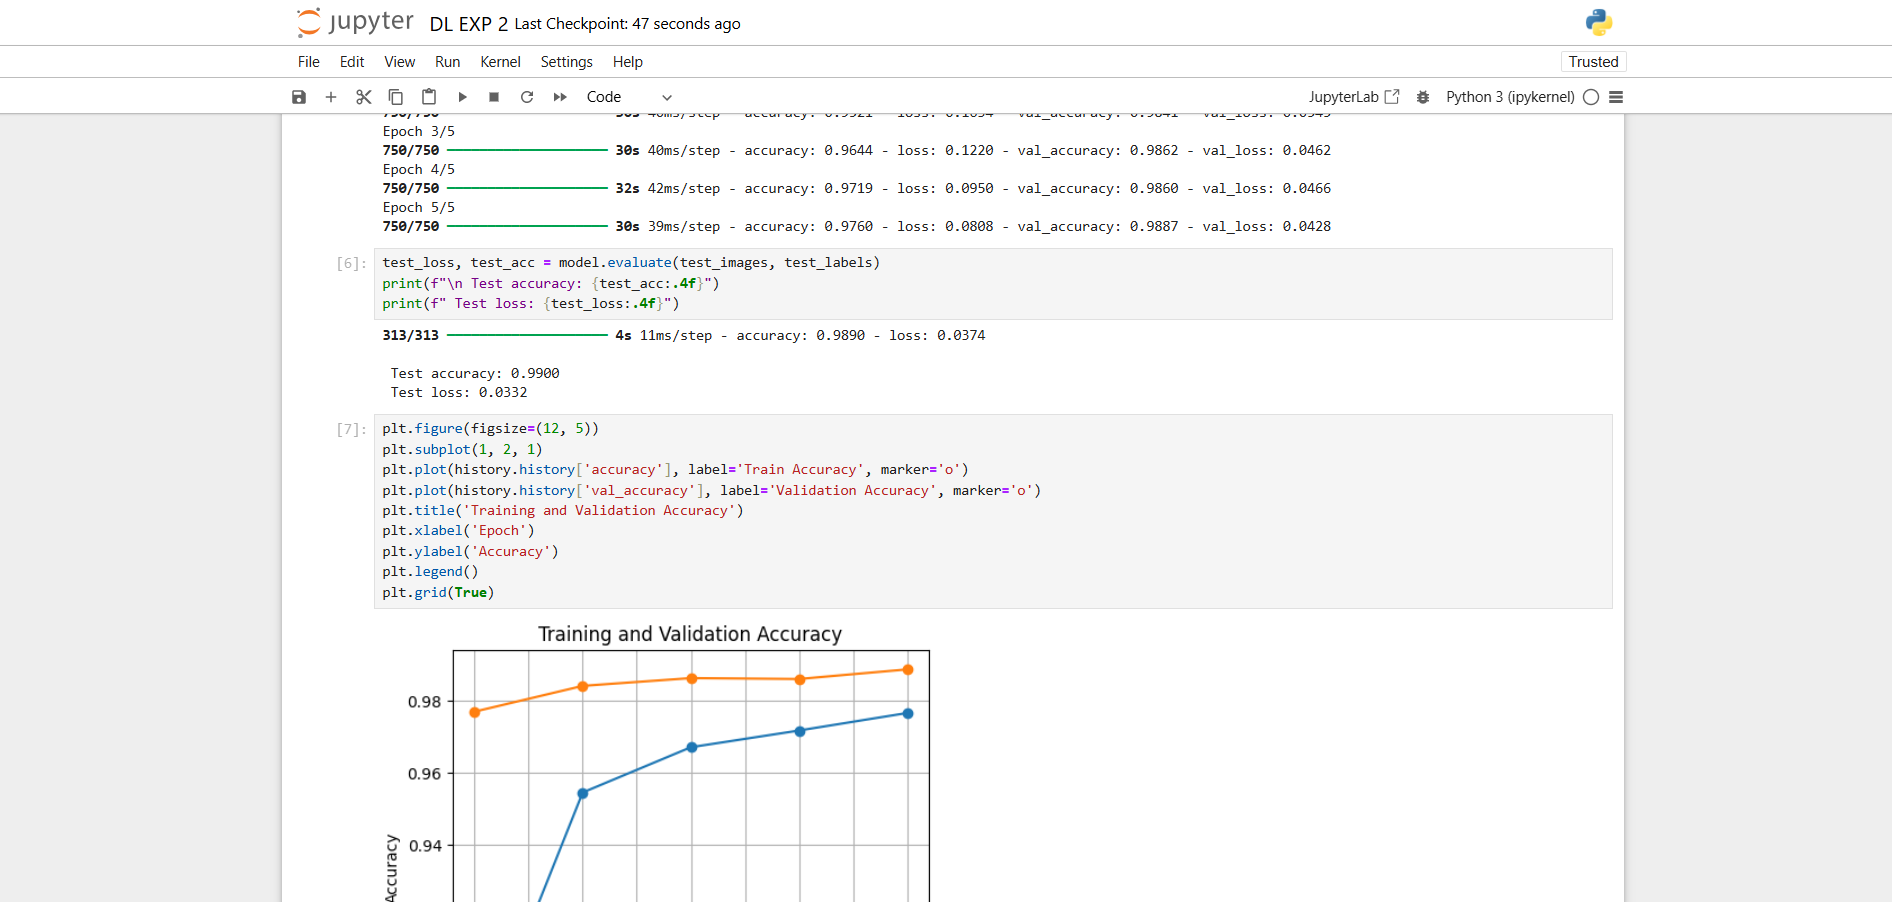 jupyter DL EXP 2 Last Checkpoint: 47 seconds ago
File Edit View Run Kernel Settings Help Trusted
Code JupyterLab Python 3 (ipykernel)
Epoch 3/5
750/750 30s 40ms/step - accuracy: 0.9644 - loss: 0.1220 - val_accuracy: 0.9862 - val_loss: 0.0462
Epoch 4/5
750/750 32s 42ms/step - accuracy: 0.9719 - loss: 0.0950 - val_accuracy: 0.9860 - val_loss: 0.0466
Epoch 5/5
750/750 30s 39ms/step - accuracy: 0.9760 - loss: 0.0808 - val_accuracy: 0.9887 - val_loss: 0.0428
[6]: test_loss, test_acc = model.evaluate(test_images, test_labels)
print(f"\n Test accuracy: {test_acc:.4f}")
print(f" Test loss: {test_loss:.4f}")
313/313 4s 11ms/step - accuracy: 0.9890 - loss: 0.0374
Test accuracy: 0.9900
Test loss: 0.0332
[7]: plt.figure(figsize=(12, 5))
plt.subplot(1, 2, 1)
plt.plot(history.history['accuracy'], label='Train Accuracy', marker='o')
plt.plot(history.history['val_accuracy'], label='Validation Accuracy', marker='o')
plt.title('Training and Validation Accuracy')
plt.xlabel('Epoch')
plt.ylabel('Accuracy')
plt.legend()
plt.grid(True)
Training and Validation Accuracy
0.98
0.96
0.94
Accuracy